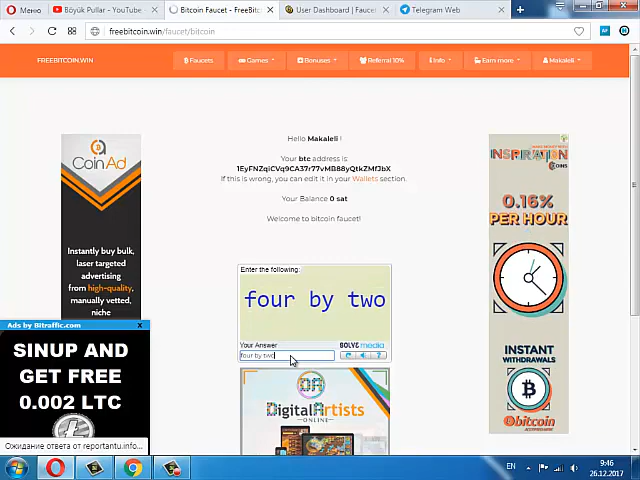 Меню
Büyük Pullar - YouTube
Bitcoin Faucet - FreeBitc
User Dashboard | Faucet
Telegram Web
freebitcoin.win/faucet/bitcoin
FREEBITCOIN.WIN
Faucets
Games
Bonuses
Referral 10%
Info
Earn more
Makaleli
Hello Makaleli !
Your btc address is:
1EyFNZqiCVq9CA37r77vMB88yQtkZMf3bX
If this is wrong, you can edit it in your Wallets section.
Your Balance 0 sat
Welcome to bitcoin faucet!
CoinAd
Instantly buy bulk,
laser targeted
advertising
from high-quality,
manually vetted,
niche
Ads by Bitraffic.com
X
SINUP AND
GET FREE
0.002 LTC
Ожидание ответа от reportantu.info...
Enter the following:
four by two
Your Answer
SOLVE media
four by two
?
DA
DigitalArtists
ONLINE
INSPIRATION
COINS
0.16%
PER HOUR
INSTANT
WITHDRAWALS
bitcoin
EN
9:46
26.12.2017